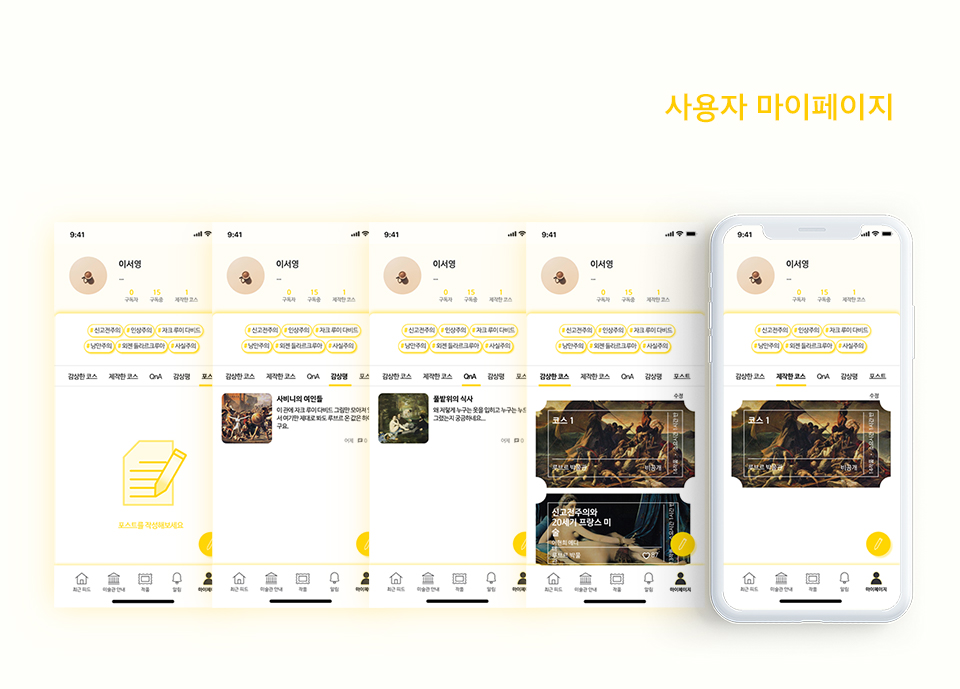 사용자 마이페이지
9:41
이서영
...
0 15 1
구독자 구독중 제작한 코스
#신고전주의 #인상주의 #자크 루이 다비드
#낭만주의 #외젠 들라르크루아 #사실주의
감상한 코스 제작한 코스 QnA 감상평 포스
포스트를 작성해보세요
최근 피드 미술관 안내 작품 알림 마이페
9:41
이서영
...
0 15 1
구독자 구독중 제작한 코스
#신고전주의 #인상주의 #자크 루이 다비드
#낭만주의 #외젠 들라르크루아 #사실주의
감상한 코스 제작한 코스 QnA 감상평 포스
사비니의 여인들
이 관에 자크 루이 다비드 그림만 모아져 있
서 여기만 제대로 봐도 루브르 온 값은 하
구요.
어제 0
최근 피드 미술관 안내 작품 알림 마이페
9:41
이서영
...
0 15 1
구독자 구독중 제작한 코스
#신고전주의 #인상주의 #자크 루이 다비드
#낭만주의 #외젠 들라르크루아 #사실주의
감상한 코스 제작한 코스 QnA 감상평 포스
풀밭위의 식사
왜 저렇게 누구는 옷을 입히고 누구는 누드
그렸는지 궁금하네요...
어제 0
최근 피드 미술관 안내 작품 알림 마이페
9:41
이서영
...
0 15 1
구독자 구독중 제작한 코스
#신고전주의 #인상주의 #자크 루이 다비드
#낭만주의 #외젠 들라르크루아 #사실주의
감상한 코스 제작한 코스 QnA 감상평 포스트
수정
코스 1
루브르 박물관 비공개
신고전주의와
20세기 프랑스 미
술
루브르 박물 87
최근 피드 미술관 안내 작품 알림 마이페이지
9:41
이서영
...
0 15 1
구독자 구독중 제작한 코스
#신고전주의 #인상주의 #자크 루이 다비드
#낭만주의 #외젠 들라르크루아 #사실주의
감상한 코스 제작한 코스 QnA 감상평 포스트
수정
코스 1
루브르 박물관 비공개
최근 피드 미술관 안내 작품 알림 마이페이지